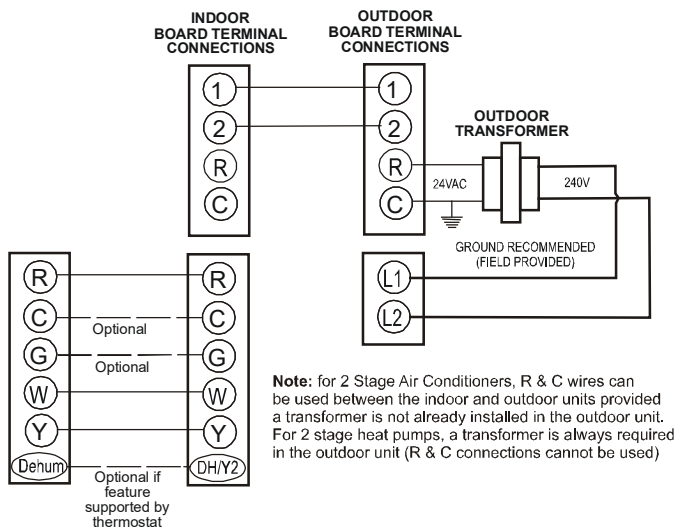 INDOOR
BOARD TERMINAL
CONNECTIONS
OUTDOOR
BOARD TERMINAL
CONNECTIONS
1
2
R
C
1
2
R
C
OUTDOOR
TRANSFORMER
24VAC
240V
GROUND RECOMMENDED
(FIELD PROVIDED)
L1
L2
R
C
G
W
Y
Dehum
Optional
Optional
Optional if
feature
supported by
thermostat
R
C
G
W
Y
DH/Y2
Note: for 2 Stage Air Conditioners, R & C wires can
be used between the indoor and outdoor units provided
a transformer is not already installed in the outdoor unit.
For 2 stage heat pumps, a transformer is always required
in the outdoor unit (R & C connections cannot be used)